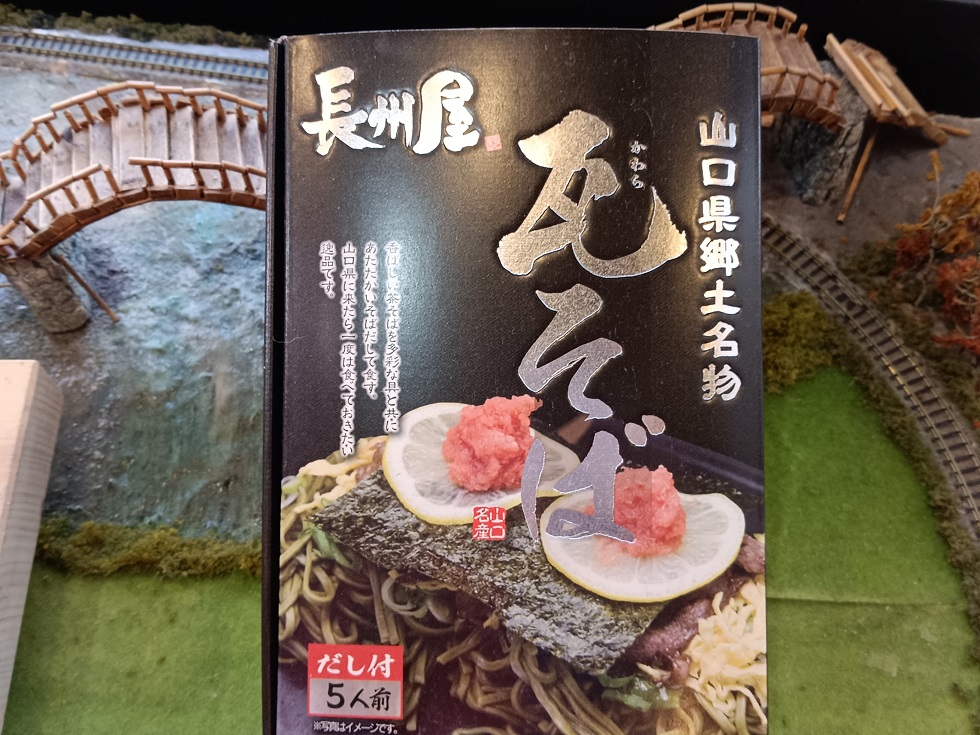 山口県郷土名物
瓦そば
かわら
長州屋
香ばしい茶そばを多彩な具と共に
あたたかいそばだしで食す。
山口県に来たら一度は食べておきたい
逸品です。
山口
名産
だし付
5人前
※写真はイメージです。